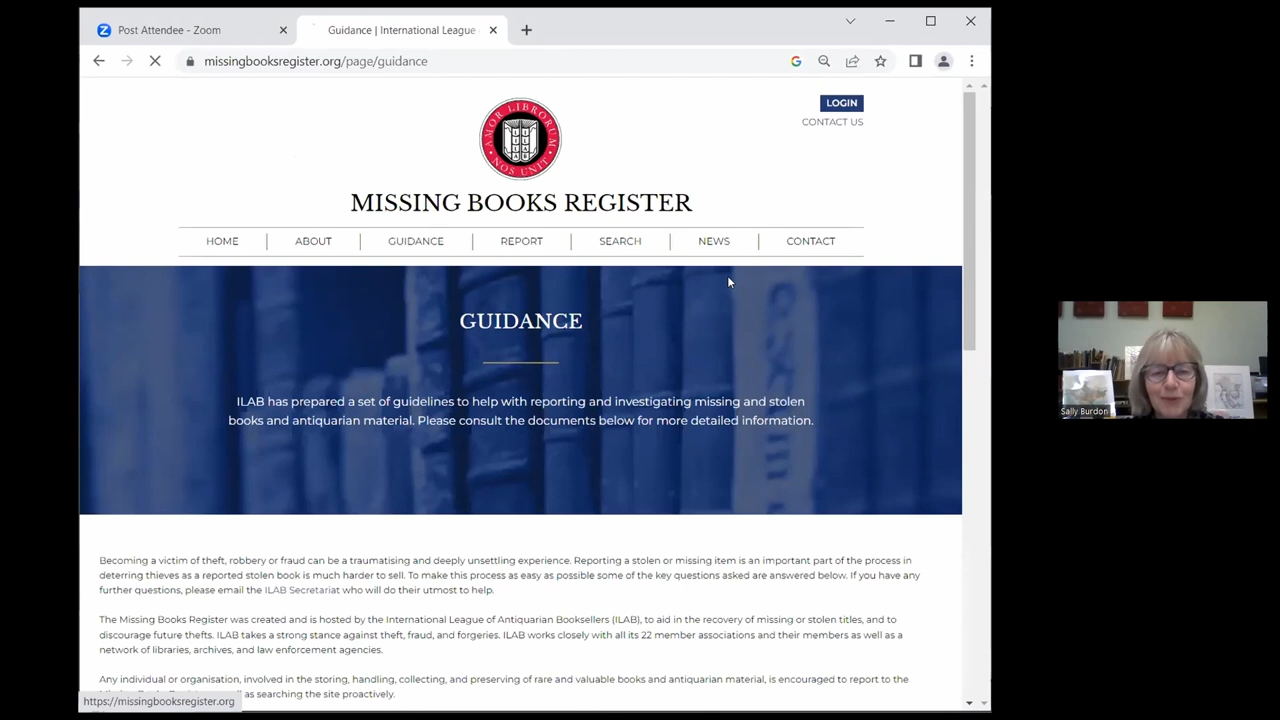 Post Attendee - Zoom
Guidance | International League
missingbooksregister.org/page/guidance
LOGIN
CONTACT US
AMOR LIBRORUM
NOS UNIT
MISSING BOOKS REGISTER
HOME
ABOUT
GUIDANCE
REPORT
SEARCH
NEWS
CONTACT
GUIDANCE
ILAB has prepared a set of guidelines to help with reporting and investigating missing and stolen
books and antiquarian material. Please consult the documents below for more detailed information.
Becoming a victim of theft, robbery or fraud can be a traumatising and deeply unsettling experience. Reporting a stolen or missing item is an important part of the process in
deterring thieves as a reported stolen book is much harder to sell. To make this process as easy as possible some of the key questions asked are answered below. If you have any
further questions, please email the ILAB Secretariat who will do their utmost to help.
The Missing Books Register was created and is hosted by the International League of Antiquarian Booksellers (ILAB), to aid in the recovery of missing or stolen titles, and to
discourage future thefts. ILAB takes a strong stance against theft, fraud, and forgeries. ILAB works closely with all its 22 member associations and their members as well as a
network of libraries, archives, and law enforcement agencies.
Any individual or organisation, involved in the storing, handling, collecting, and preserving of rare and valuable books and antiquarian material, is encouraged to report to the
as searching the site proactively.
https://missingbooksregister.org
Sally Burdon